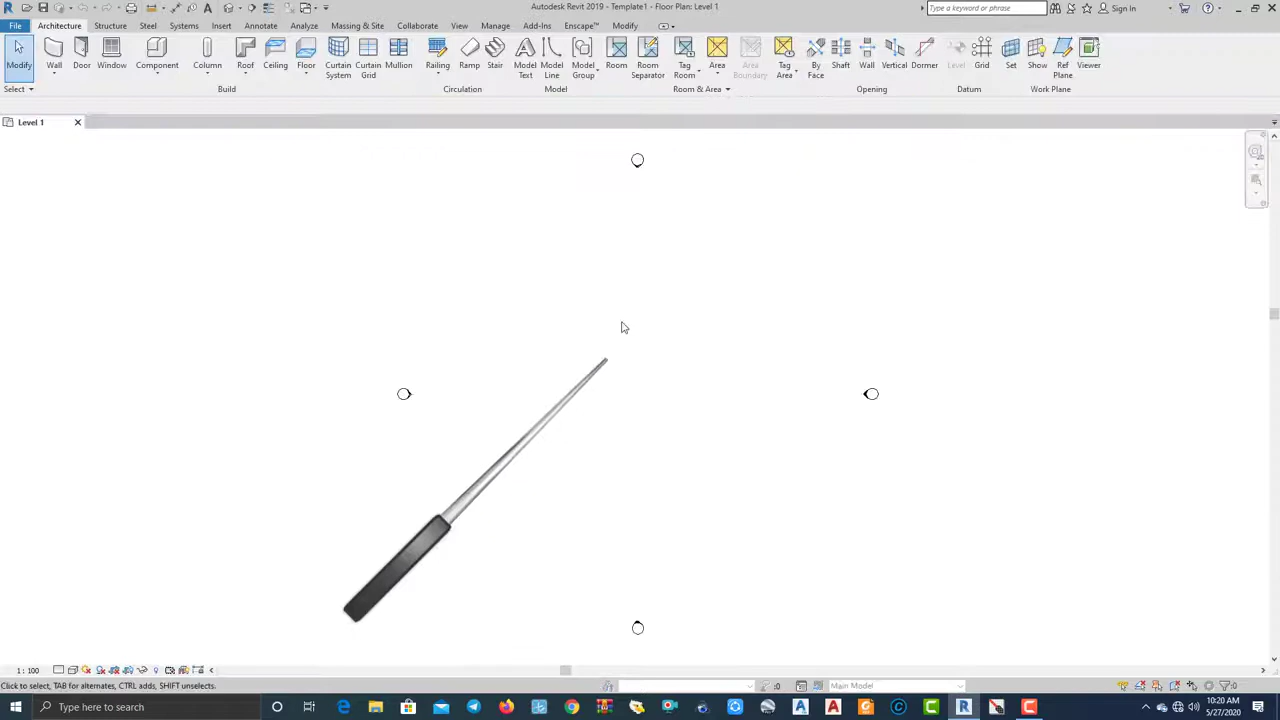 Autodesk Revit 2019 - Template1 - Floor Plan: Level 1
Type a keyword or phrase
Sign In
File Architecture Structure Steel Systems Insert Annotate Analyze Massing & Site Collaborate View Manage Add-Ins Enscape™ Modify
Modify Wall Door Window Component Column Roof Ceiling Floor Curtain System Curtain Grid Mullion Railing Ramp Stair Model Text Model Line Model Group Room Room Separator Tag Room Area Area Boundary Tag Area By Face Shaft Wall Vertical Dormer Level Grid Set Show Ref Plane Viewer
Select Build Circulation Model Room & Area Opening Datum Work Plane
Level 1
1 : 100
Click to select, TAB for alternates, CTRL adds, SHIFT unselects.
:0
Main Model
:0
Type here to search
10:20 AM
5/27/2020